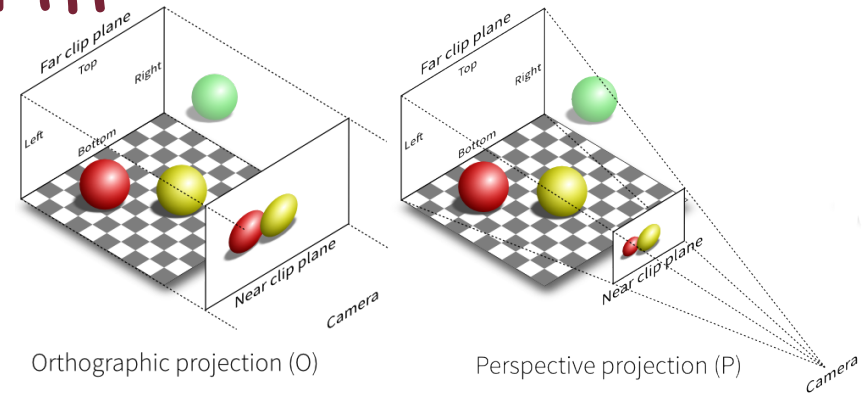 Far clip plane
Top
Right
Left
Bottom
Near clip plane
Camera
Orthographic projection (O)
Far clip plane
Top
Right
Left
Bottom
Near clip plane
Camera
Perspective projection (P)